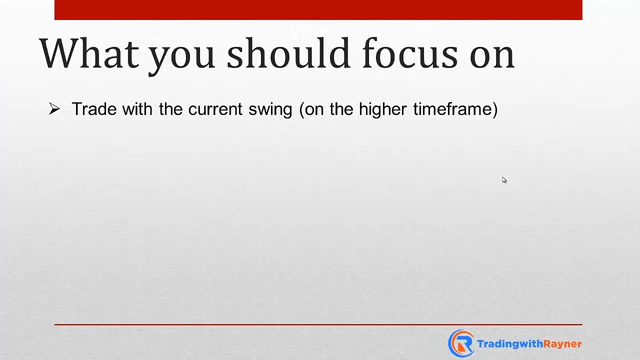 What you should focus on
➢ Trade with the current swing (on the higher timeframe)
TradingwithRayner